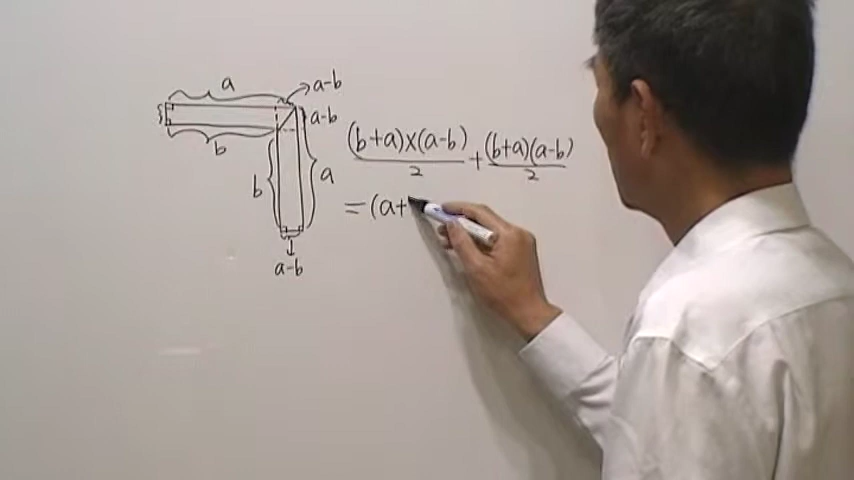 a
a-b
a-b
b
b
a
a-b
(b+a)×(a-b)/2 + (b+a)(a-b)/2
= (a+